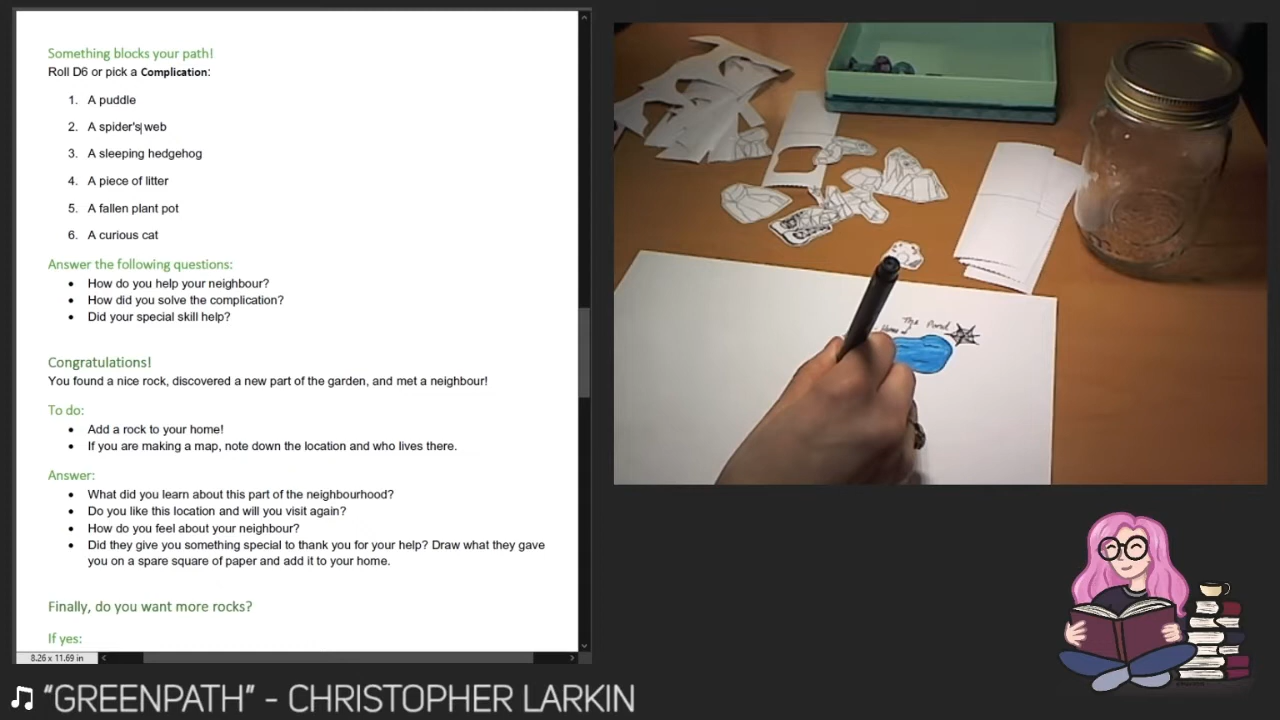 Something blocks your path!
Roll D6 or pick a Complication:
1. A puddle
2. A spider's web
3. A sleeping hedgehog
4. A piece of litter
5. A fallen plant pot
6. A curious cat
Answer the following questions:
• How do you help your neighbour?
• How did you solve the complication?
• Did your special skill help?
Congratulations!
You found a nice rock, discovered a new part of the garden, and met a neighbour!
To do:
• Add a rock to your home!
• If you are making a map, note down the location and who lives there.
Answer:
• What did you learn about this part of the neighbourhood?
• Do you like this location and will you visit again?
• How do you feel about your neighbour?
• Did they give you something special to thank you for your help? Draw what they gave
you on a spare square of paper and add it to your home.
Finally, do you want more rocks?
If yes:
8.26 x 11.69 in
The Pond
♫ “GREENPATH” - CHRISTOPHER LARKIN